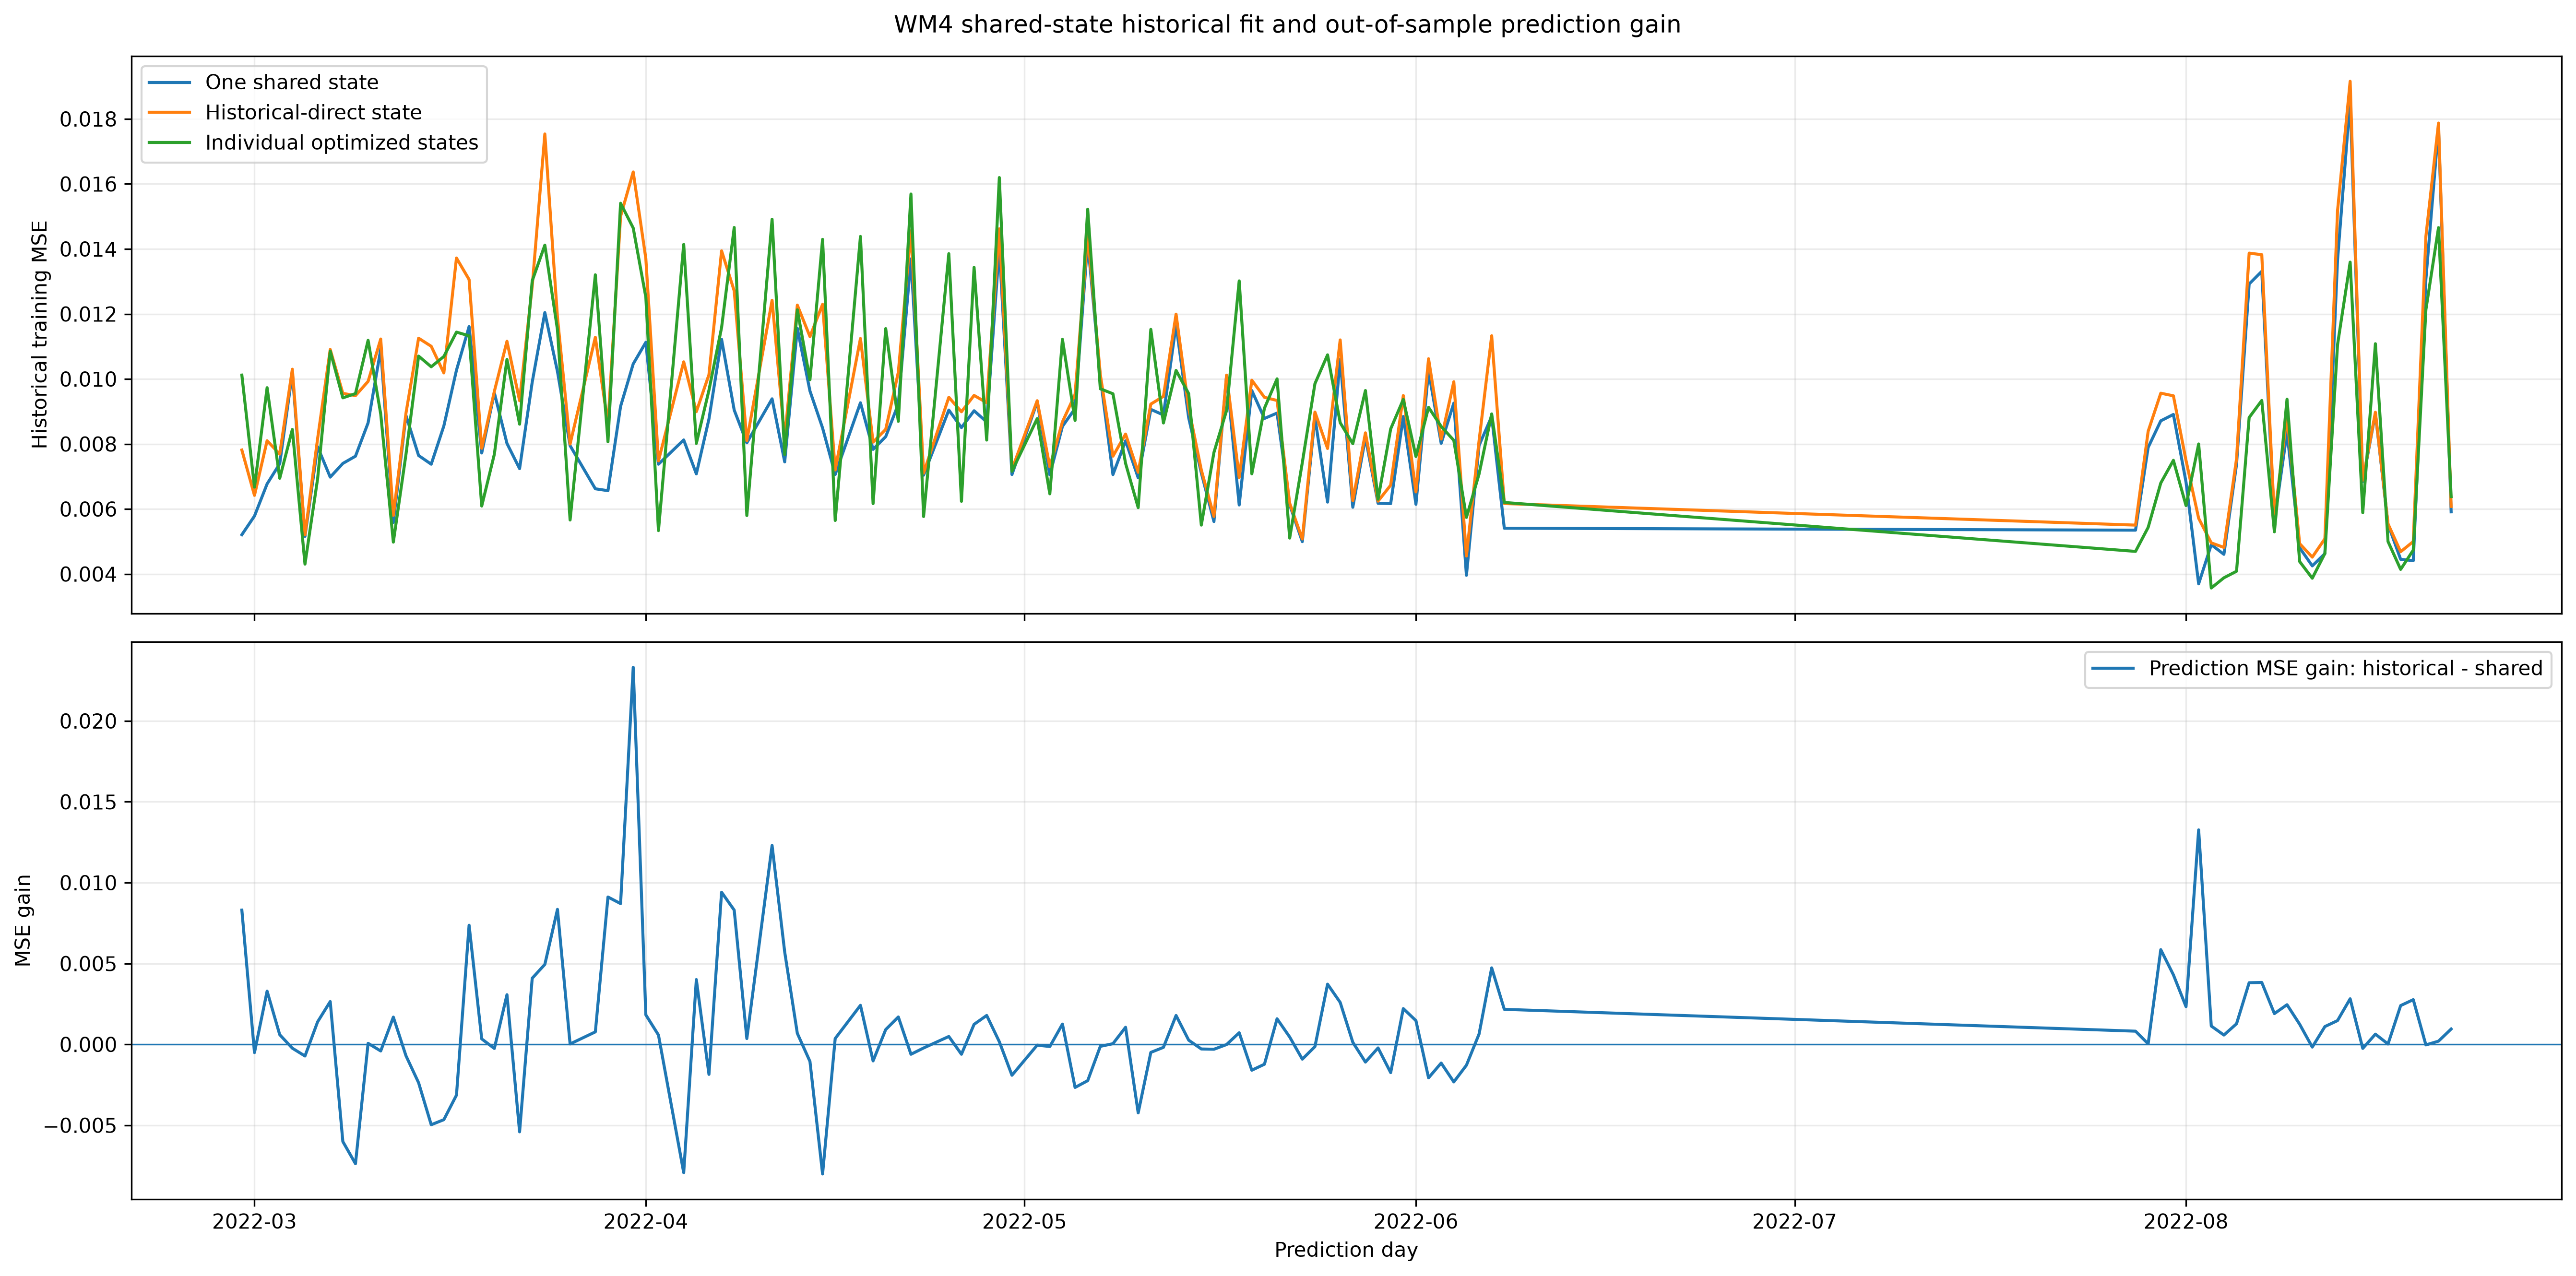 WM4 shared-state historical fit and out-of-sample prediction gain
One shared state
Historical-direct state
Individual optimized states
Historical training MSE
0.018
0.016
0.014
0.012
0.010
0.008
0.006
0.004
Prediction MSE gain: historical - shared
MSE gain
0.020
0.015
0.010
0.005
0.000
−0.005
2022-03
2022-04
2022-05
2022-06
2022-07
2022-08
Prediction day